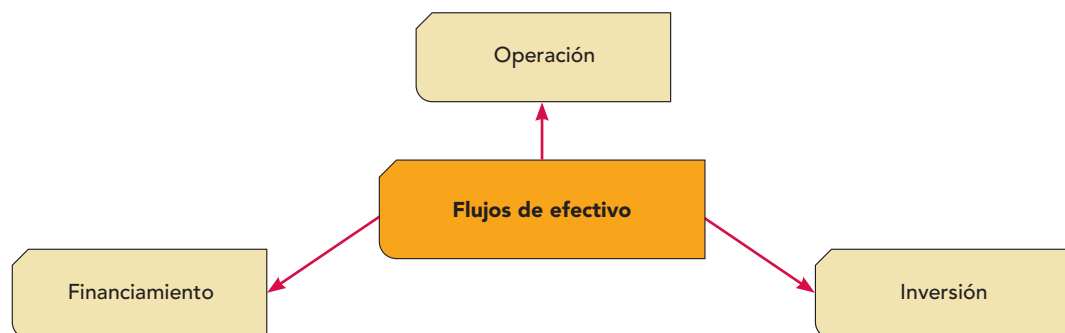 Operación
Flujos de efectivo
Financiamiento
Inversión